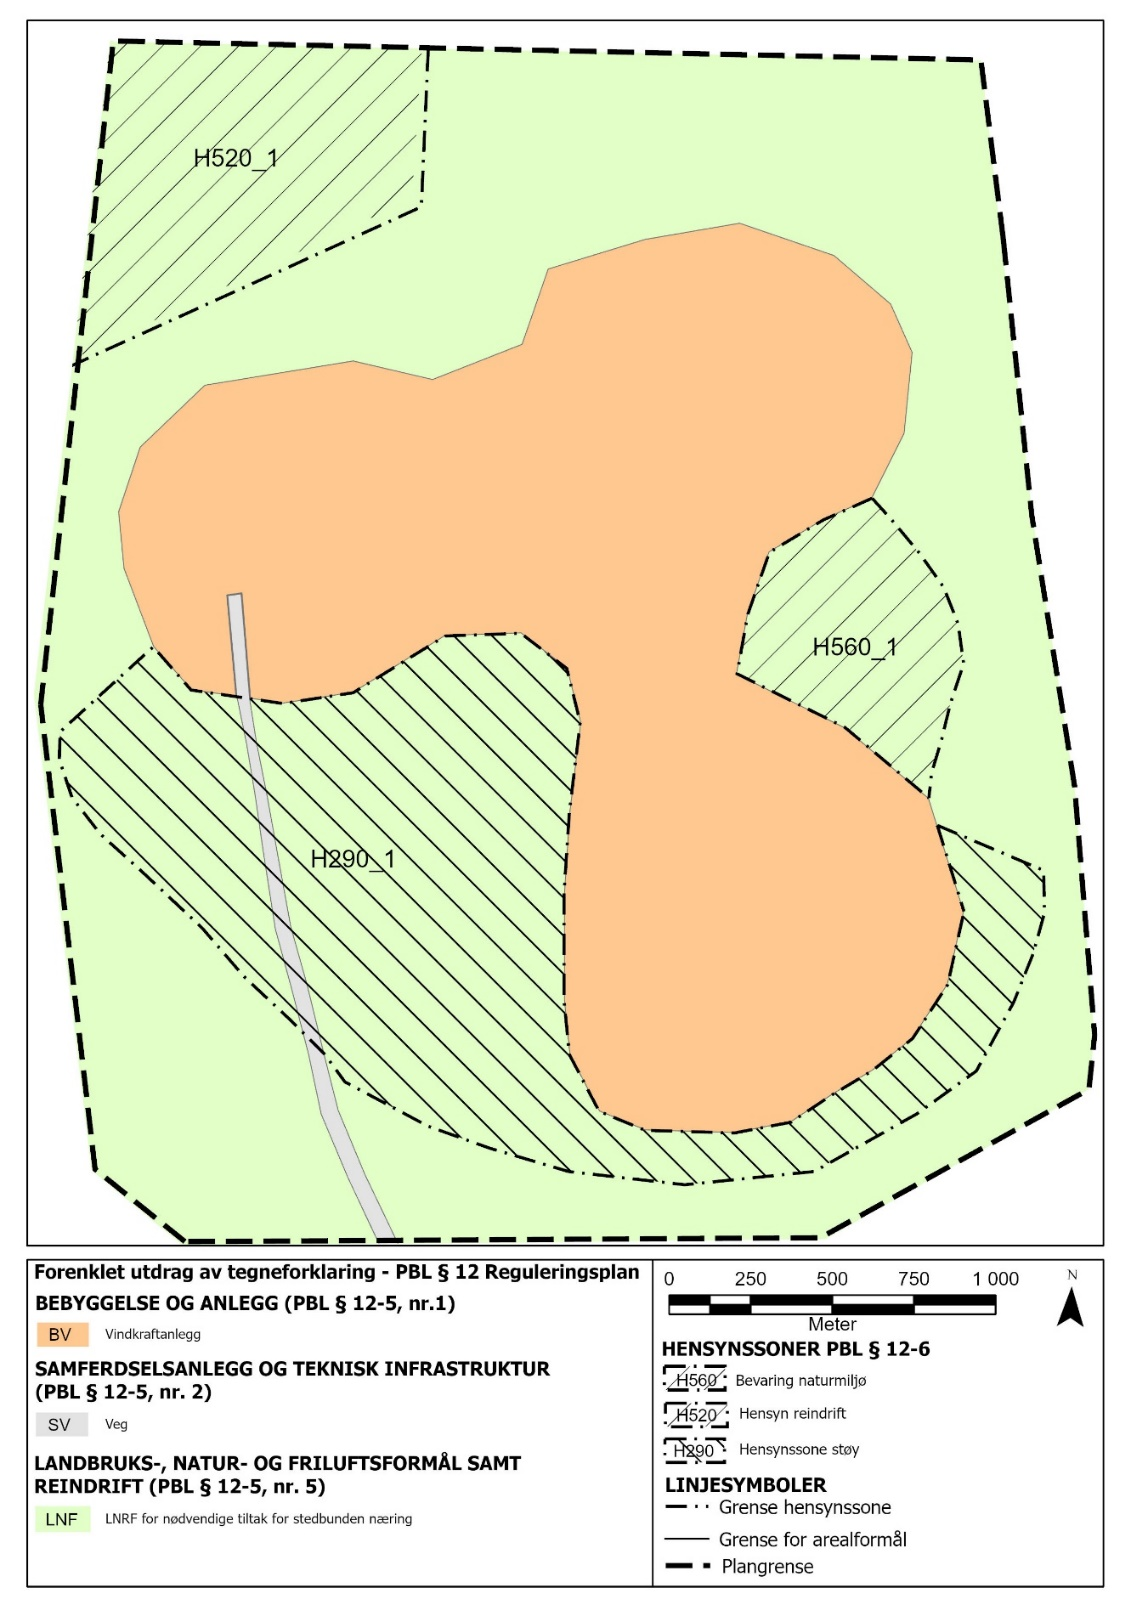 H520_1
H560_1
H290_1
Forenklet utdrag av tegneforklaring - PBL § 12 Reguleringsplan
BEBYGGELSE OG ANLEGG (PBL § 12-5, nr.1)
BV Vindkraftanlegg
SAMFERDSELSANLEGG OG TEKNISK INFRASTRUKTUR
(PBL § 12-5, nr. 2)
SV Veg
LANDBRUKS-, NATUR- OG FRILUFTSFORMÅL SAMT
REINDRIFT (PBL § 12-5, nr. 5)
LNF LNRF for nødvendige tiltak for stedbunden næring
0 250 500 750 1 000
Meter
N
HENSYNSSONER PBL § 12-6
H560 Bevaring naturmiljø
H520 Hensyn reindrift
H290 Hensynssone støy
LINJESYMBOLER
Grense hensynssone
Grense for arealformål
Plangrense